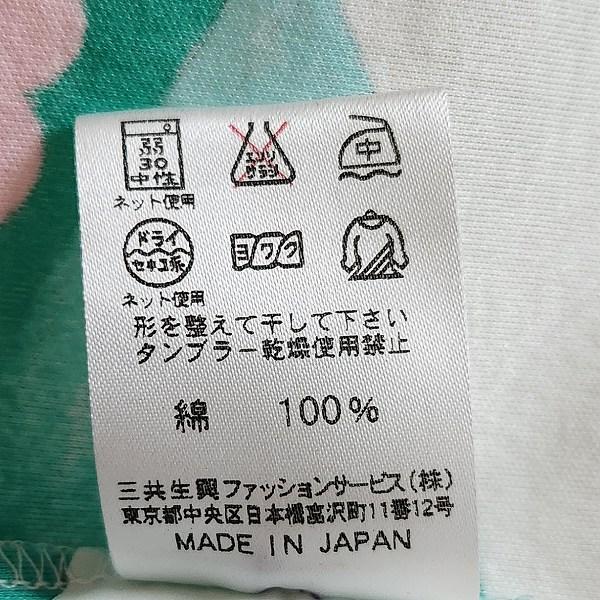 弱
30
中性
ネット使用
エンソ
サラシ
中
ドライ
セキユ系
ネット使用
ヨワク
形を整えて干して下さい
タンブラー乾燥使用禁止
綿 100%
三共生興ファッションサービス(株)
東京都中央区日本橋富沢町11番12号
MADE IN JAPAN